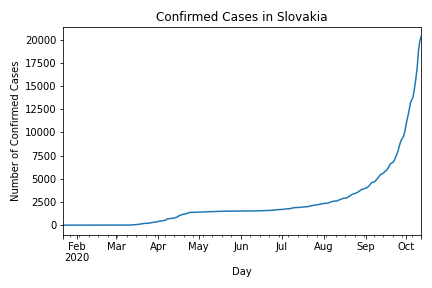 Confirmed Cases in Slovakia
Number of Confirmed Cases
20000
17500
15000
12500
10000
7500
5000
2500
0
Feb Mar Apr May Jun Jul Aug Sep Oct
2020
Day